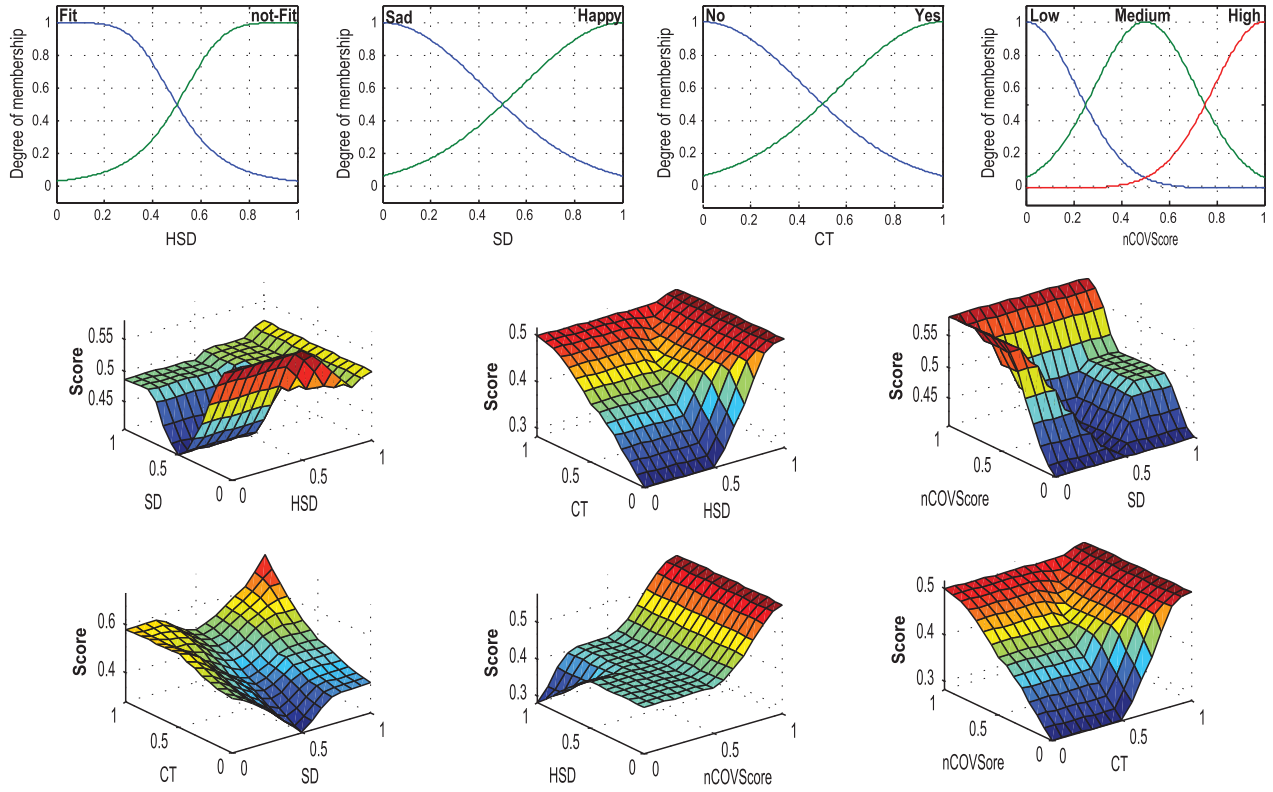 Fit not-Fit
Degree of membership
1
0.8
0.6
0.4
0.2
0
0 0.2 0.4 0.6 0.8 1
HSD
Sad Happy
Degree of membership
1
0.8
0.6
0.4
0.2
0
0 0.2 0.4 0.6 0.8 1
SD
No Yes
Degree of membership
1
0.8
0.6
0.4
0.2
0
0 0.2 0.4 0.6 0.8 1
CT
Low Medium High
Degree of membership
1
0.8
0.6
0.4
0.2
0
0 0.2 0.4 0.6 0.8 1
nCOVScore
Score
0.55
0.5
0.45
1 0.5 0
SD
0 0.5 1
HSD
Score
0.5
0.4
0.3
1 0.5 0
CT
0 0.5 1
HSD
Score
0.55
0.5
0.45
1 0.5 0
nCOVScore
0 0.5 1
SD
Score
0.6
0.4
1 0.5 0
CT
0 0.5 1
SD
Score
0.5
0.4
0.3
1 0.5 0
HSD
0 0.5 1
nCOVScore
Score
0.5
0.4
0.3
1 0.5 0
nCOVSore
0 0.5 1
CT